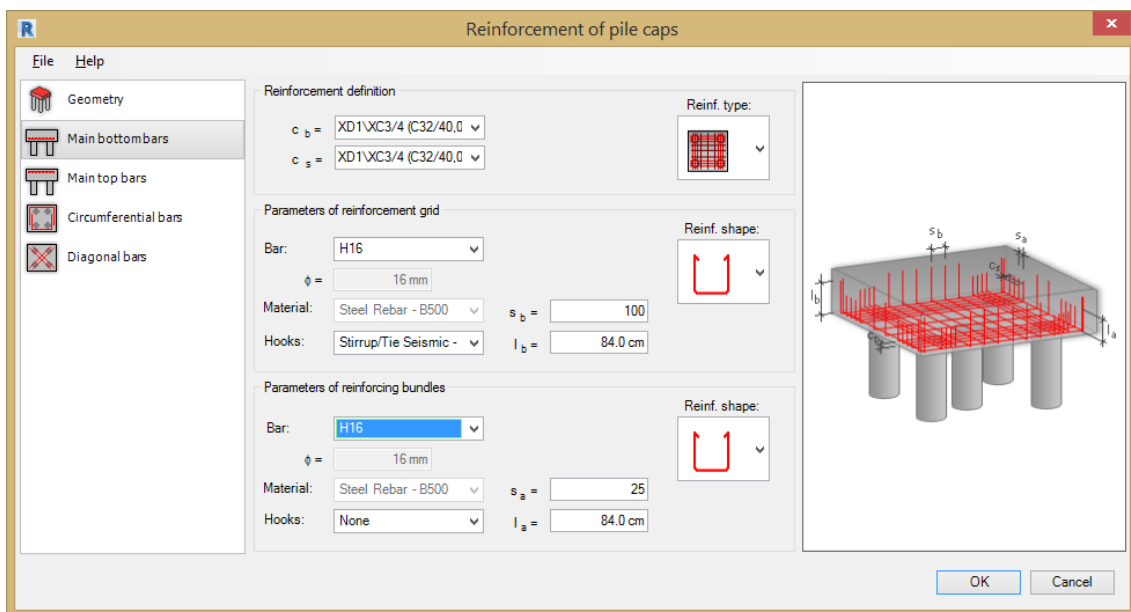 R
Reinforcement of pile caps
x
File Help
Geometry
Main bottom bars
Main top bars
Circumferential bars
Diagonal bars
Reinforcement definition
c b = XD1\XC3/4 (C32/40,0
c s = XD1\XC3/4 (C32/40,0
Reinf. type:
Parameters of reinforcement grid
Bar: H16
ϕ = 16 mm
Material: Steel Rebar - B500 s b = 100
Hooks: Stirrup/Tie Seismic - l b = 84.0 cm
Reinf. shape:
Parameters of reinforcing bundles
Bar: H16
ϕ = 16 mm
Material: Steel Rebar - B500 s a = 25
Hooks: None l a = 84.0 cm
Reinf. shape:
s b
s a
c s
l b
l a
OK Cancel